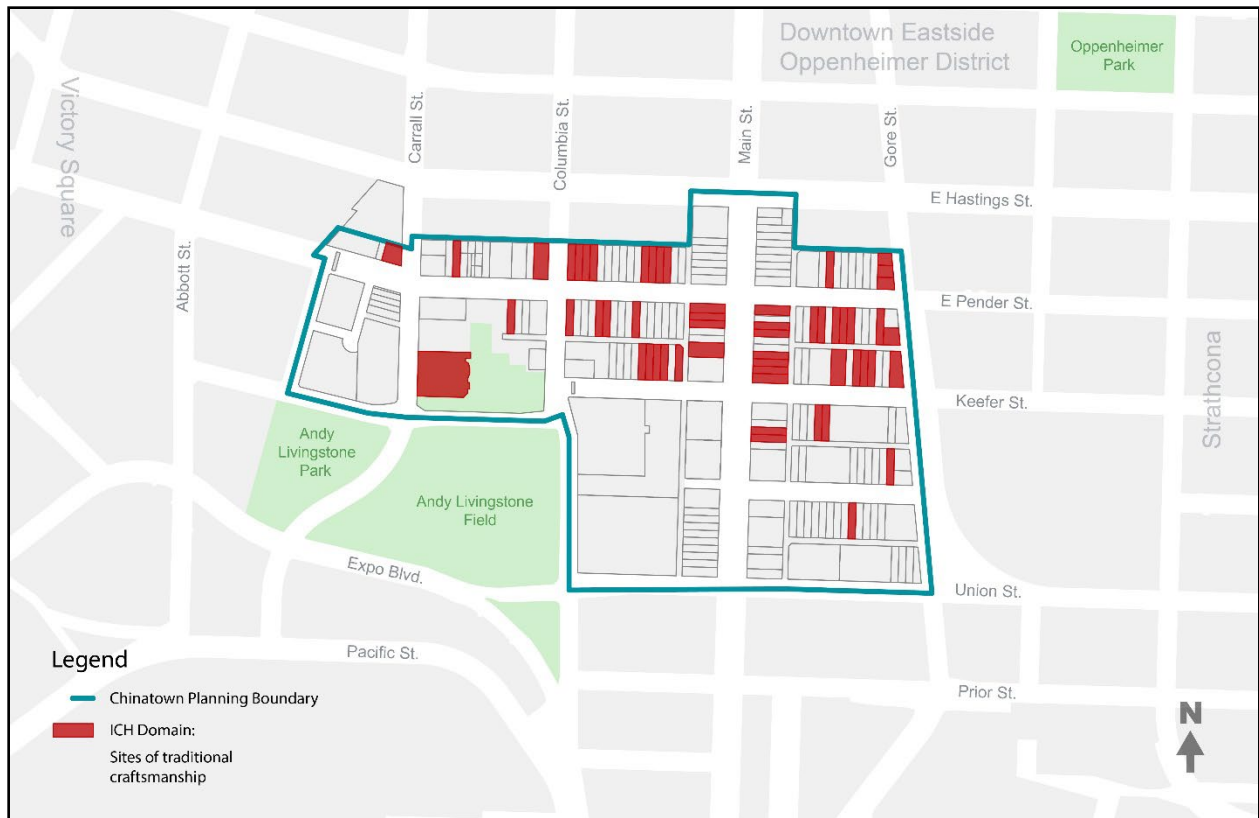 Downtown Eastside
Oppenheimer District
Oppenheimer
Park
Victory Square
Carrall St.
Columbia St.
Main St.
Gore St.
E Hastings St.
Abbott St.
E Pender St.
Keefer St.
Strathcona
Andy
Livingstone
Park
Andy Livingstone
Field
Expo Blvd.
Union St.
Pacific St.
Prior St.
Legend
Chinatown Planning Boundary
ICH Domain:
Sites of traditional
craftsmanship
N